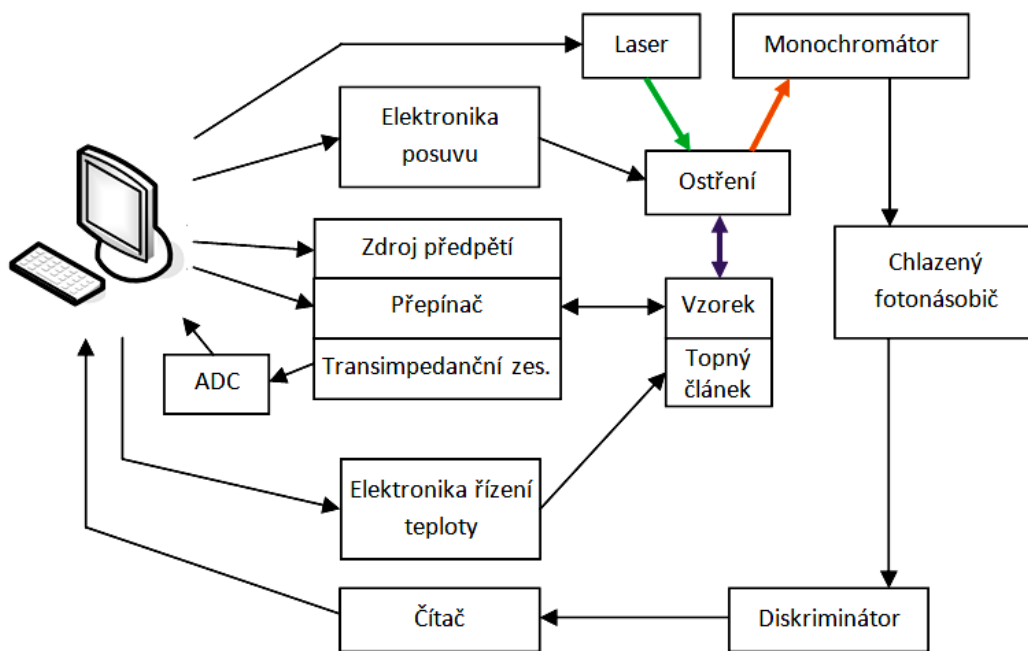 Laser
Monochromátor
Elektronika
posuvu
Ostření
Zdroj předpětí
Přepínač
Transimpedanční zes.
ADC
Vzorek
Topný
článek
Chlazený
fotonásobič
Elektronika řízení
teploty
Čítač
Diskriminátor